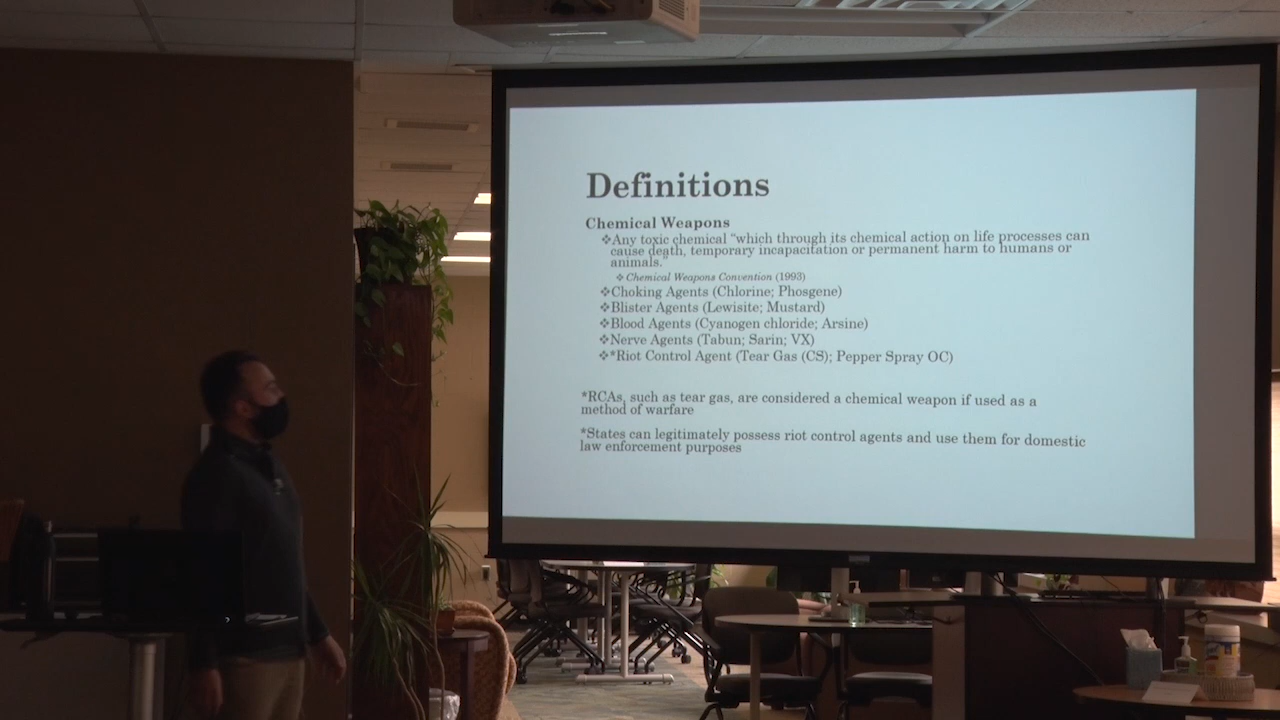 Definitions
Chemical Weapons
❖Any toxic chemical “which through its chemical action on life processes can
cause death, temporary incapacitation or permanent harm to humans or
animals.”
❖Chemical Weapons Convention (1993)
❖Choking Agents (Chlorine; Phosgene)
❖Blister Agents (Lewisite; Mustard)
❖Blood Agents (Cyanogen chloride; Arsine)
❖Nerve Agents (Tabun; Sarin; VX)
❖*Riot Control Agent (Tear Gas (CS); Pepper Spray OC)
*RCAs, such as tear gas, are considered a chemical weapon if used as a
method of warfare
*States can legitimately possess riot control agents and use them for domestic
law enforcement purposes